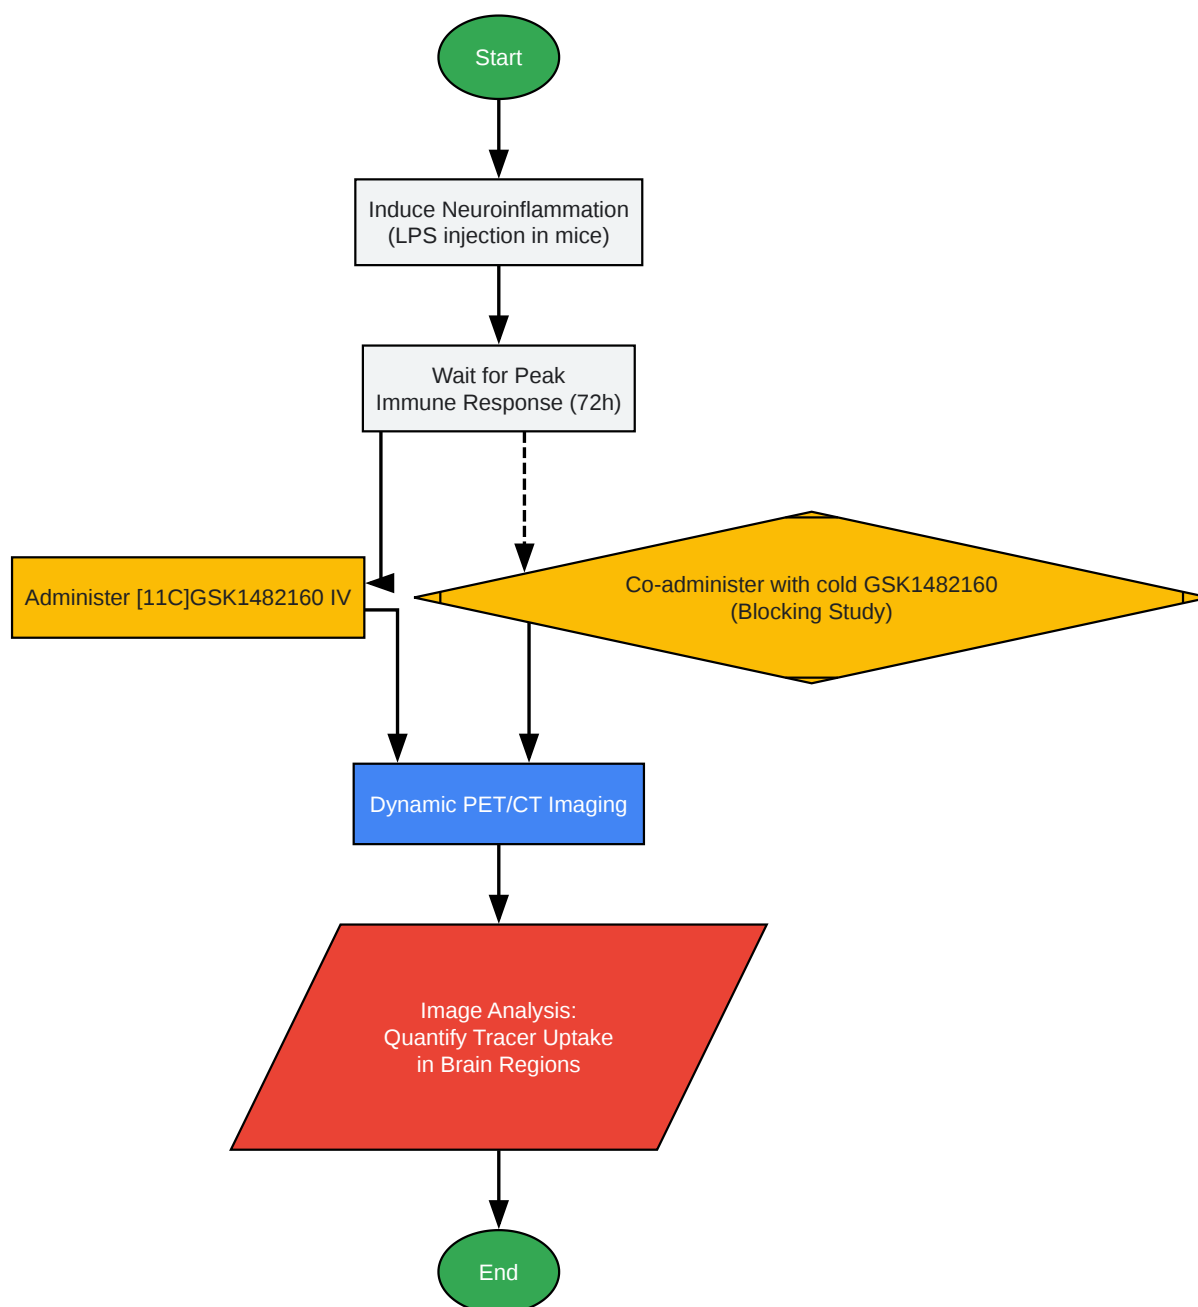 Start
Induce Neuroinflammation
(LPS injection in mice)
Wait for Peak
Immune Response (72h)
Administer [11C]GSK1482160 IV
Co-administer with cold GSK1482160
(Blocking Study)
Dynamic PET/CT Imaging
Image Analysis:
Quantify Tracer Uptake
in Brain Regions
End